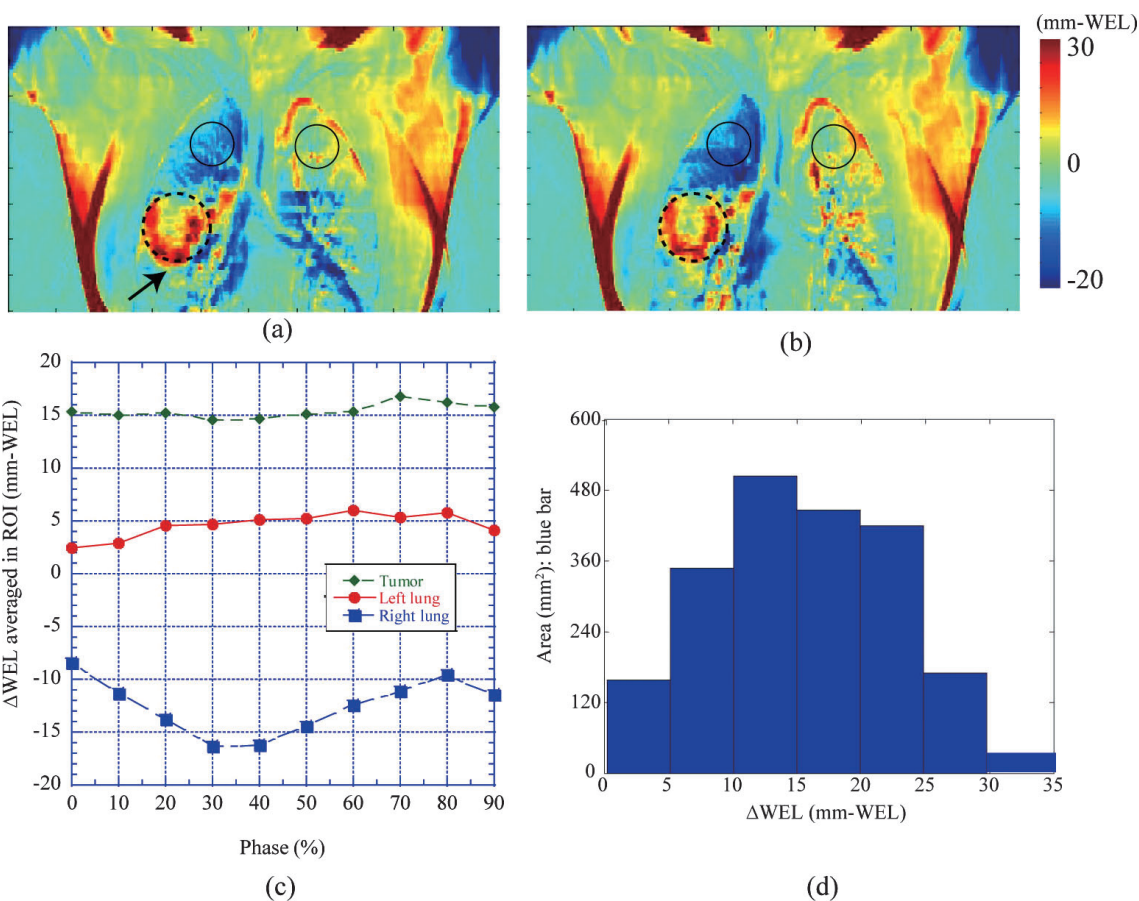 (mm-WEL)
30
0
-20
(a)
(b)
20
15
10
5
0
-5
-10
-15
-20
ΔWEL averaged in ROI (mm-WEL)
Tumor
Left lung
Right lung
0 10 20 30 40 50 60 70 80 90
Phase (%)
(c)
600
480
360
240
120
0
Area (mm²): blue bar
0 5 10 15 20 25 30 35
ΔWEL (mm-WEL)
(d)